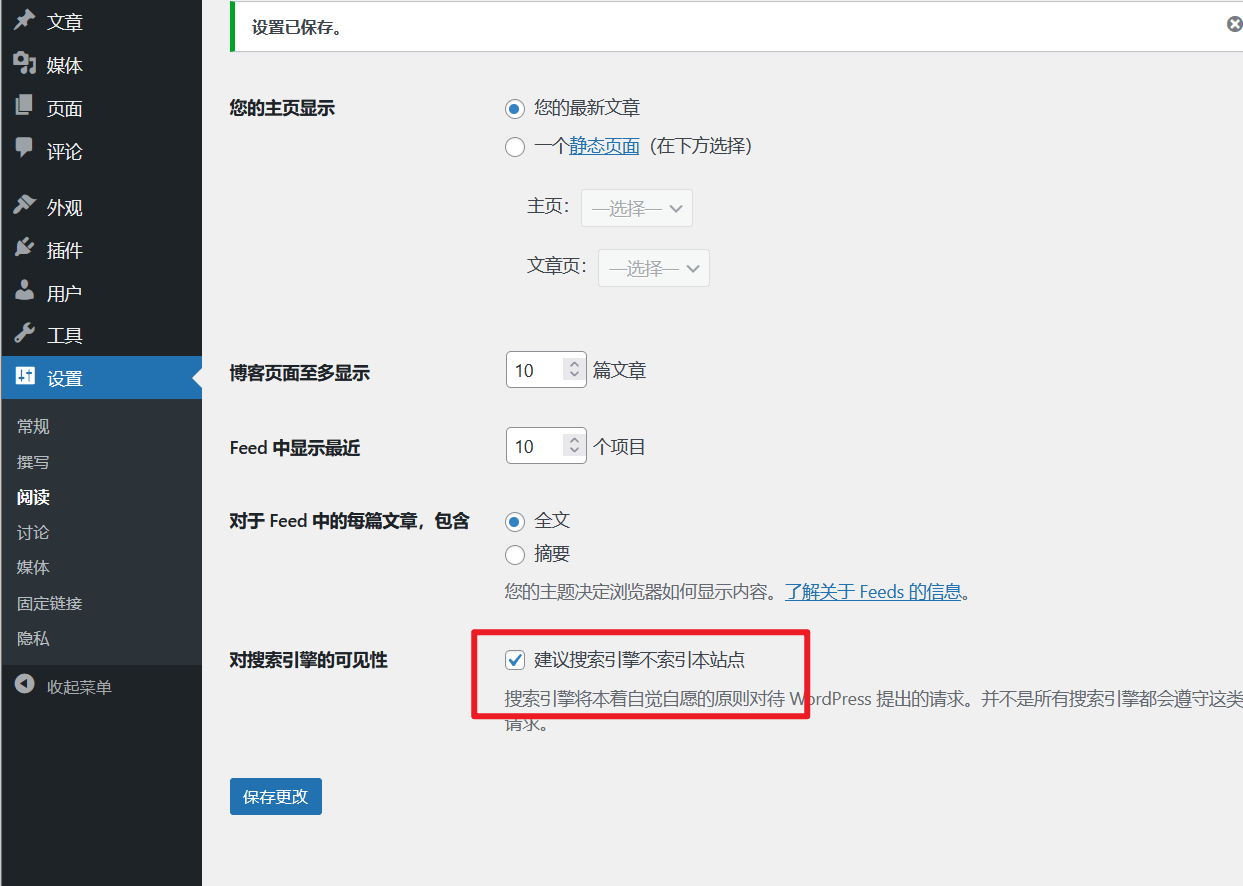 文章
媒体
页面
评论
外观
插件
用户
工具
设置
常规
撰写
阅读
讨论
媒体
固定链接
隐私
收起菜单
设置已保存。
您的主页显示
您的最新文章
一个静态页面（在下方选择）
主页： —选择—
文章页： —选择—
博客页面至多显示 10 篇文章
Feed 中显示最近 10 个项目
对于 Feed 中的每篇文章，包含 全文
摘要
您的主题决定浏览器如何显示内容。了解关于 Feeds 的信息。
对搜索引擎的可见性 建议搜索引擎不索引本站点
搜索引擎将本着自觉自愿的原则对待 WordPress 提出的请求。并不是所有搜索引擎都会遵守这类
请求。
保存更改